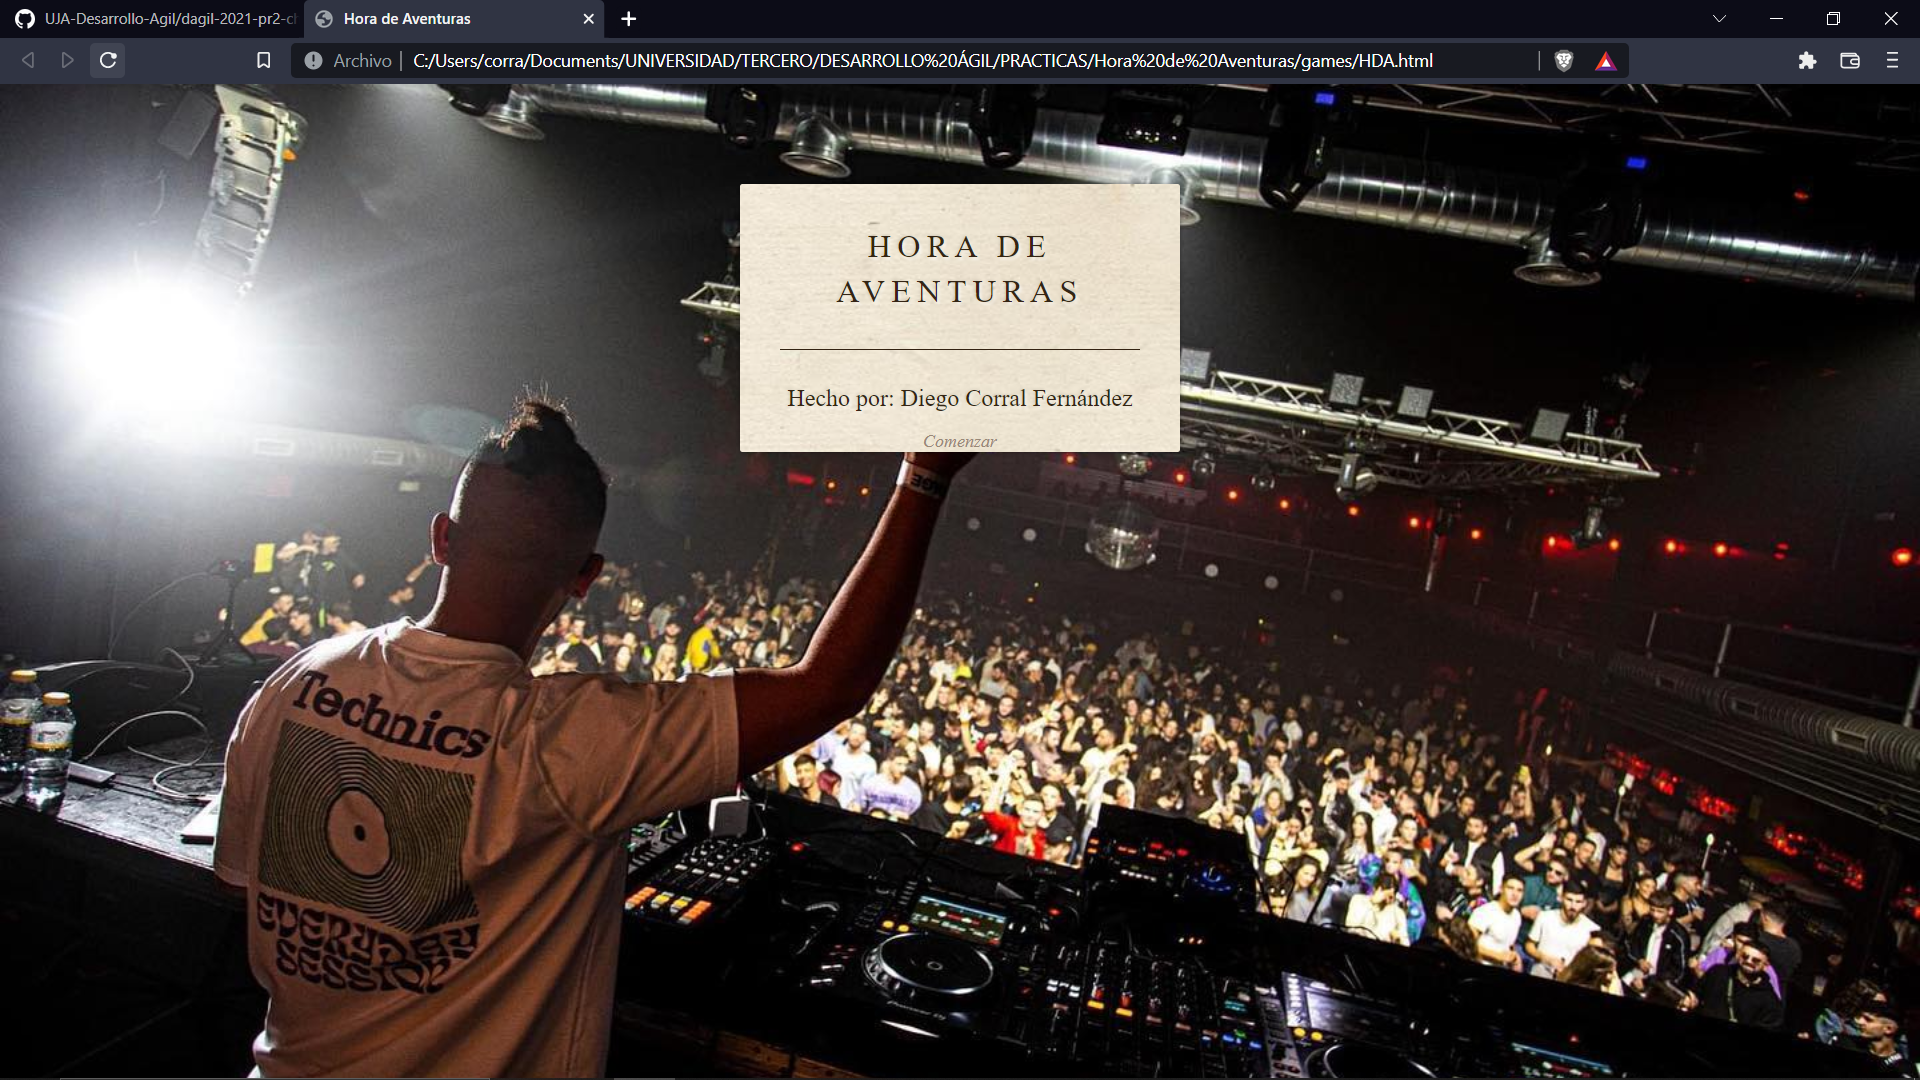 UJA-Desarrollo-Agil/dagil-2021-pr2-c
Hora de Aventuras
Archivo
C:/Users/corra/Documents/UNIVERSIDAD/TERCERO/DESARROLLO%20ÁGIL/PRACTICAS/Hora%20de%20Aventuras/games/HDA.html
HORA DE
AVENTURAS
Hecho por: Diego Corral Fernández
Comenzar
Technics
EVERYDAY
SESSION